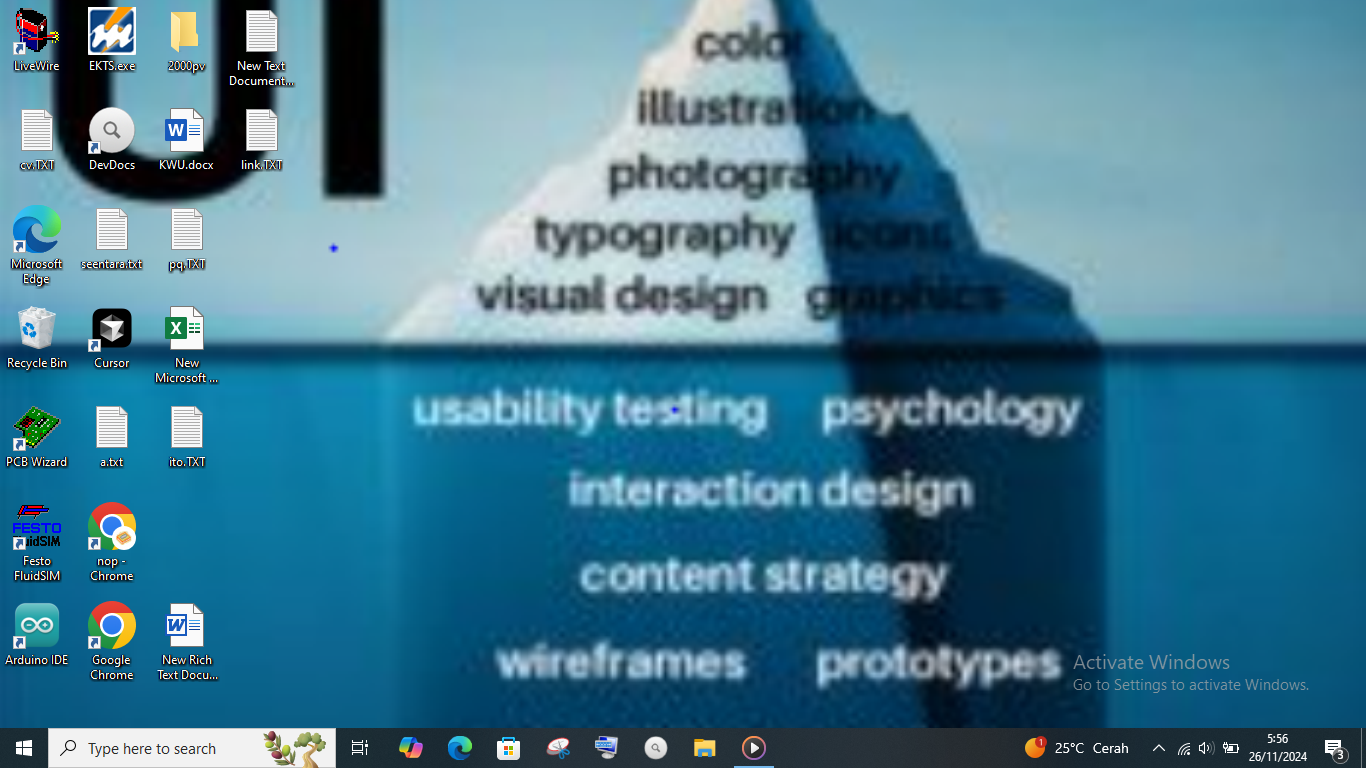 UI
color
illustration
photography
typography icons
visual design graphics
usability testing psychology
interaction design
content strategy
wireframes prototypes
LiveWire
EKTS.exe
2000pv
New Text
Document...
cv.TXT
DevDocs
KWU.docx
link.TXT
Microsoft
Edge
seentara.txt
pq.TXT
Recycle Bin
Cursor
New
Microsoft ...
PCB Wizard
a.txt
ito.TXT
FESTO
fluidSIM
Festo
FluidSIM
nop -
Chrome
Arduino IDE
Google
Chrome
New Rich
Text Docu...
Activate Windows
Go to Settings to activate Windows.
Type here to search
1
25°C Cerah
5:56
26/11/2024
3